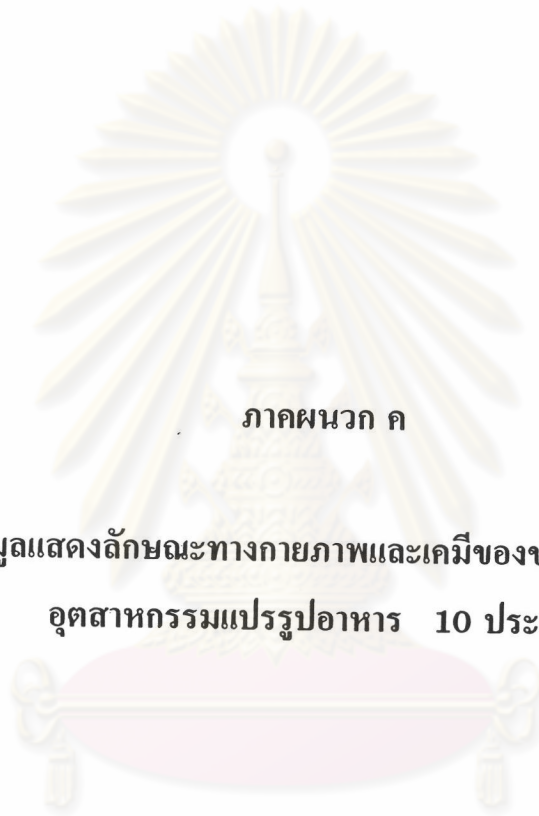 ภาคผนวก ค
มูลแสดงลักษณะทางกายภาพและเคมีของข
อุตสาหกรรมแปรรูปอาหาร 10 ประ